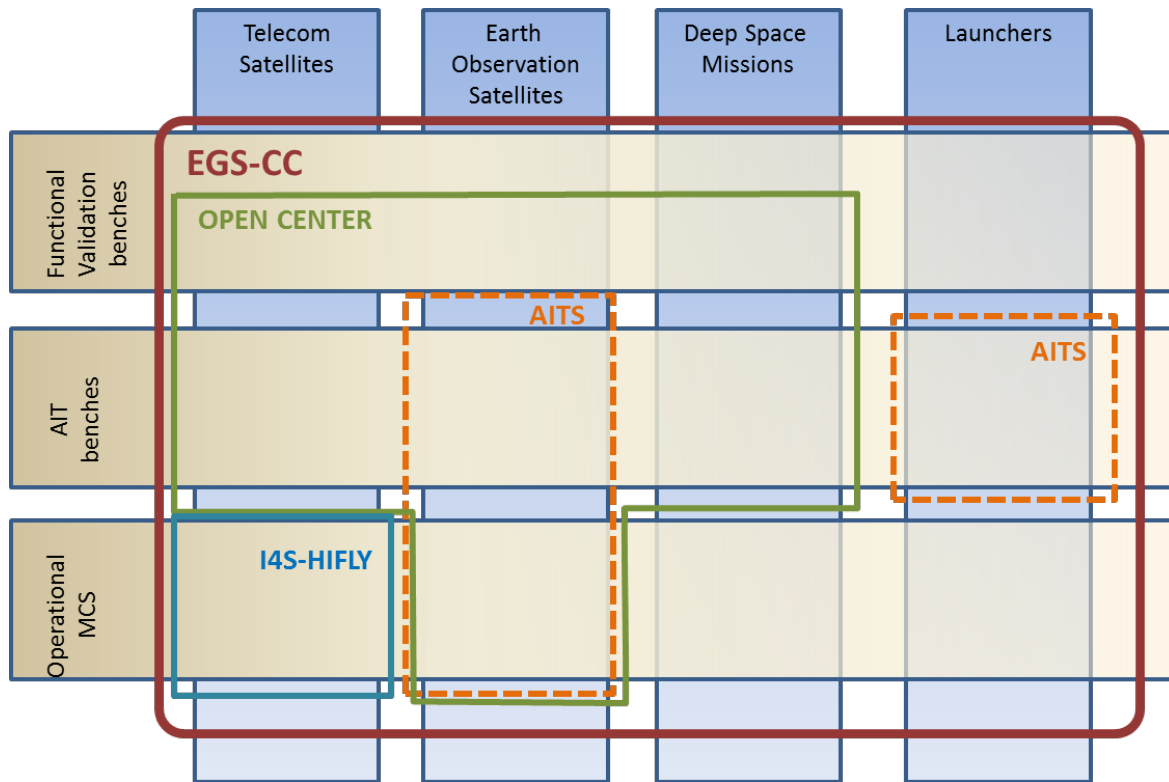 Telecom
Satellites
Earth
Observation
Satellites
Deep Space
Missions
Launchers
EGS-CC
Functional
Validation
benches
OPEN CENTER
AITS
AITS
AIT
benches
I4S-HIFLY
Operational
MCS